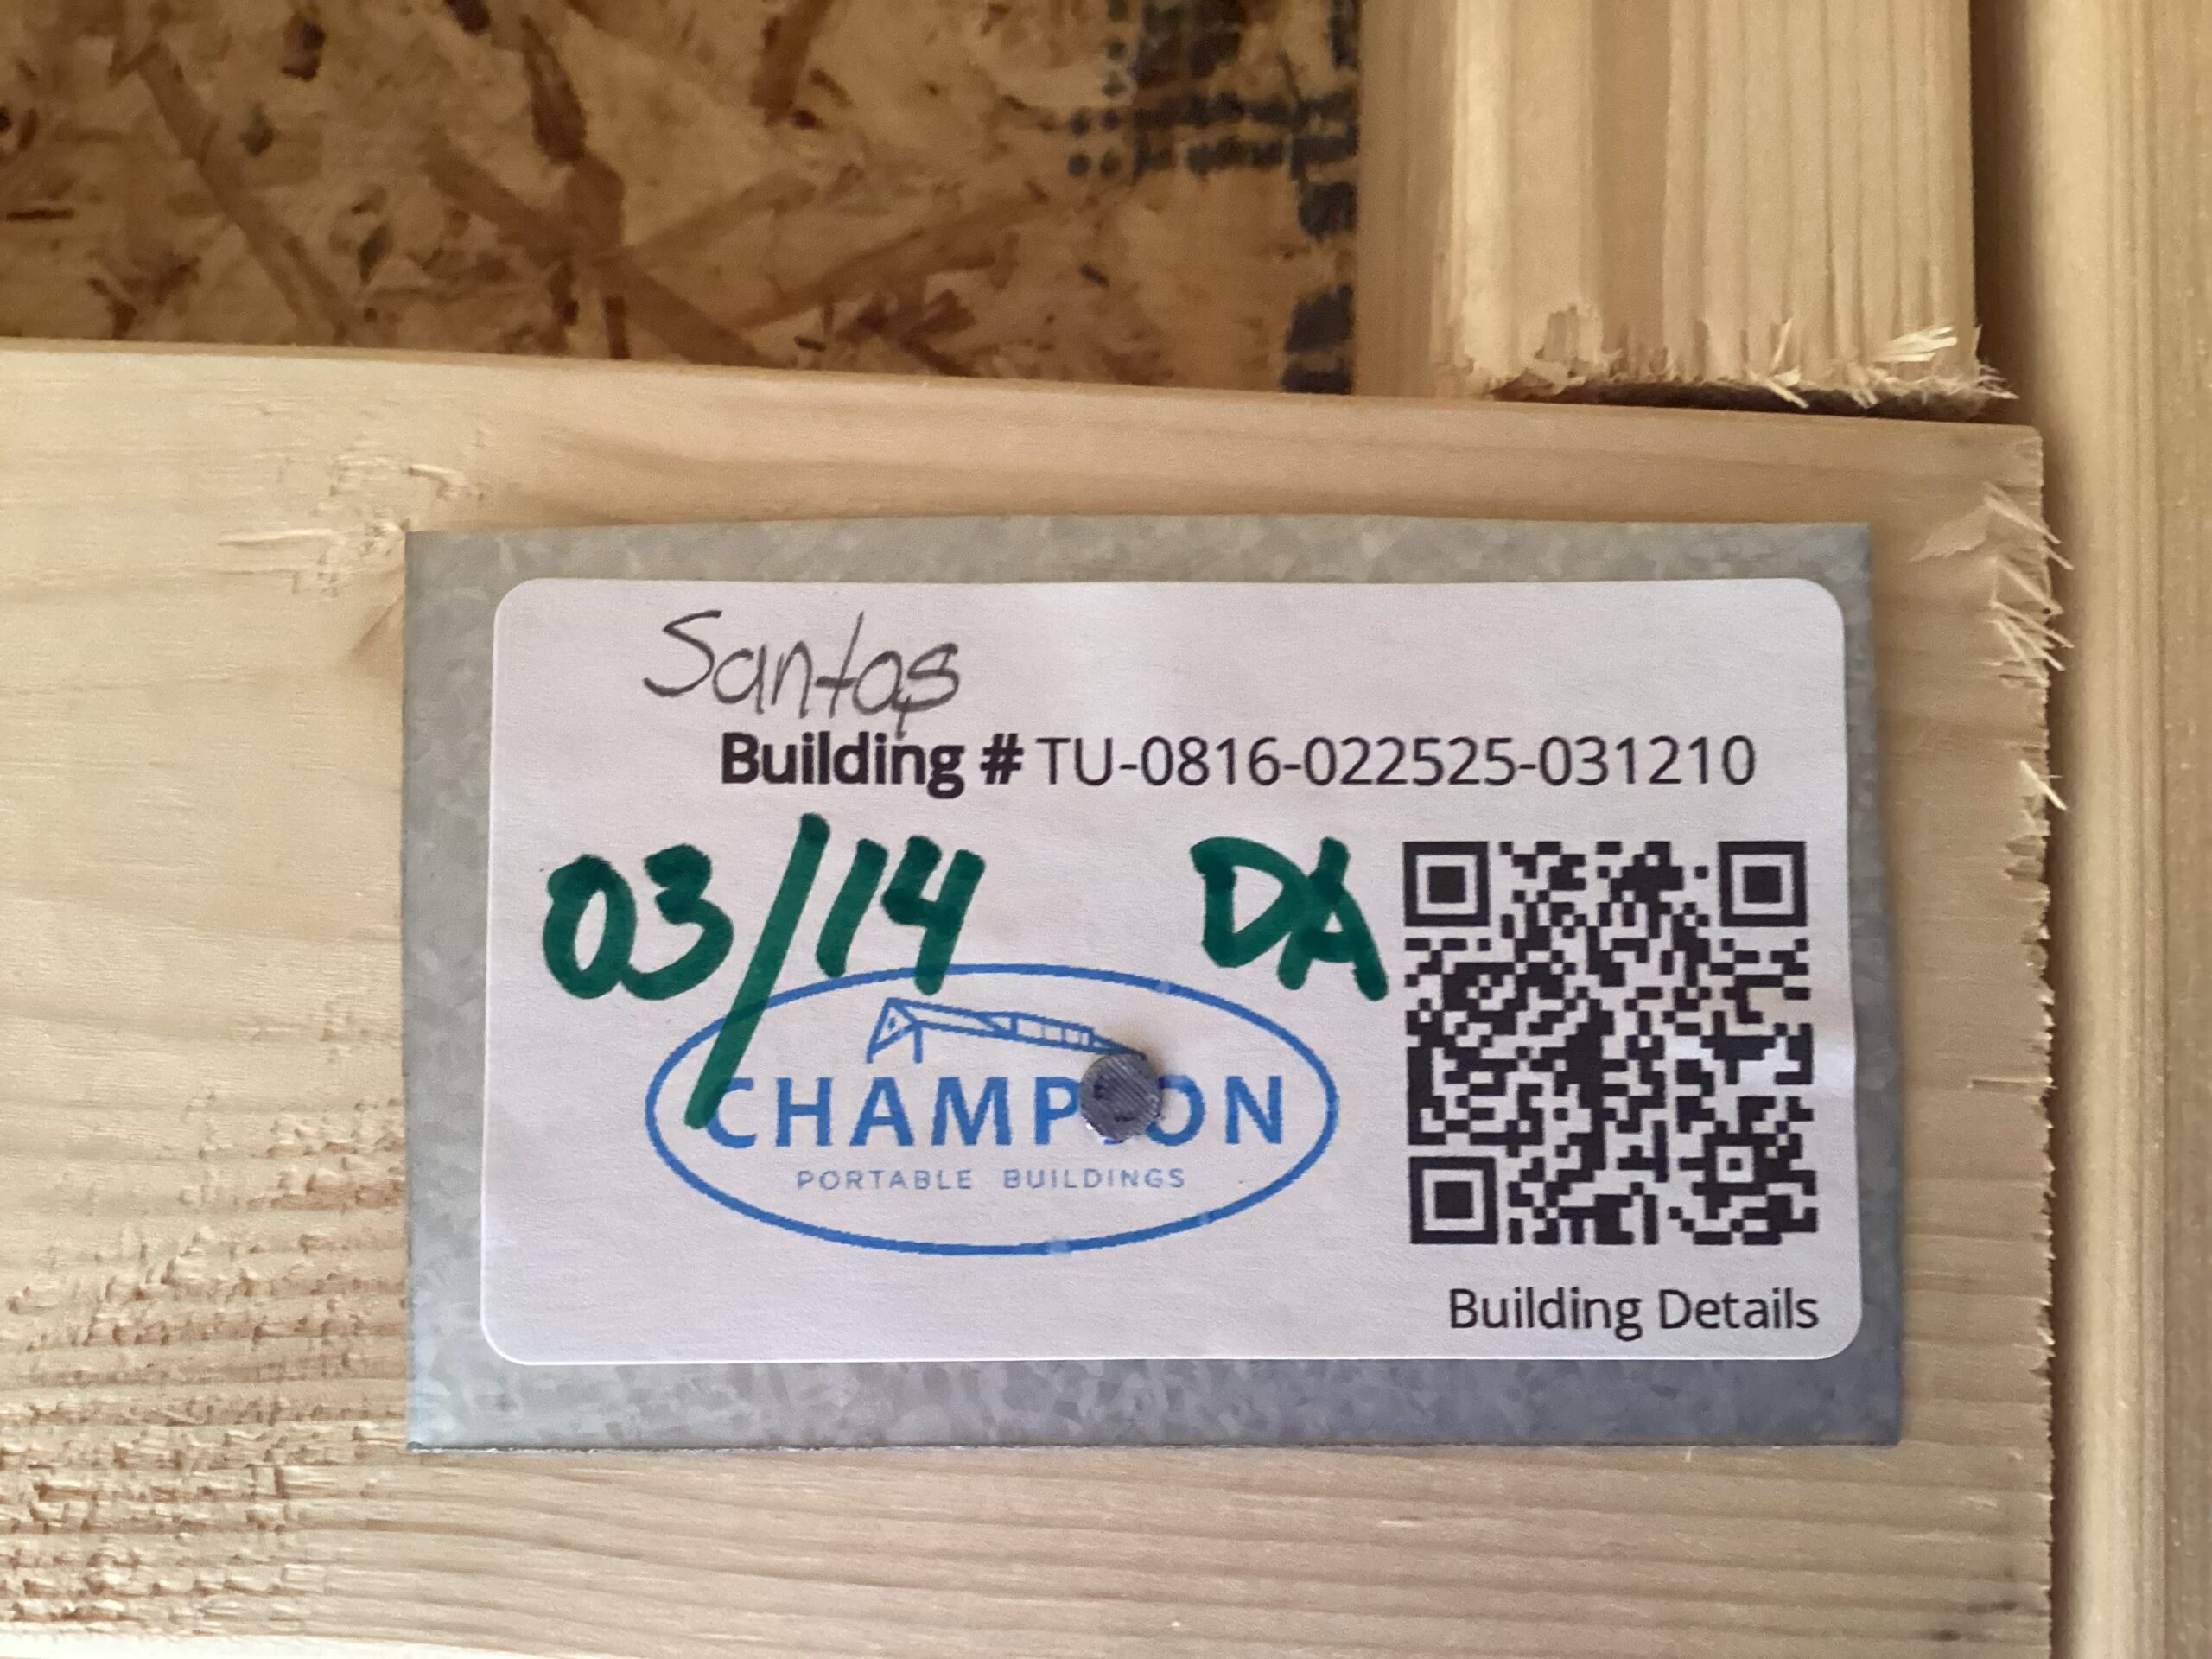 Santos
Building # TU-0816-022525-031210
03/14 DA
CHAMPION
PORTABLE BUILDINGS
Building Details